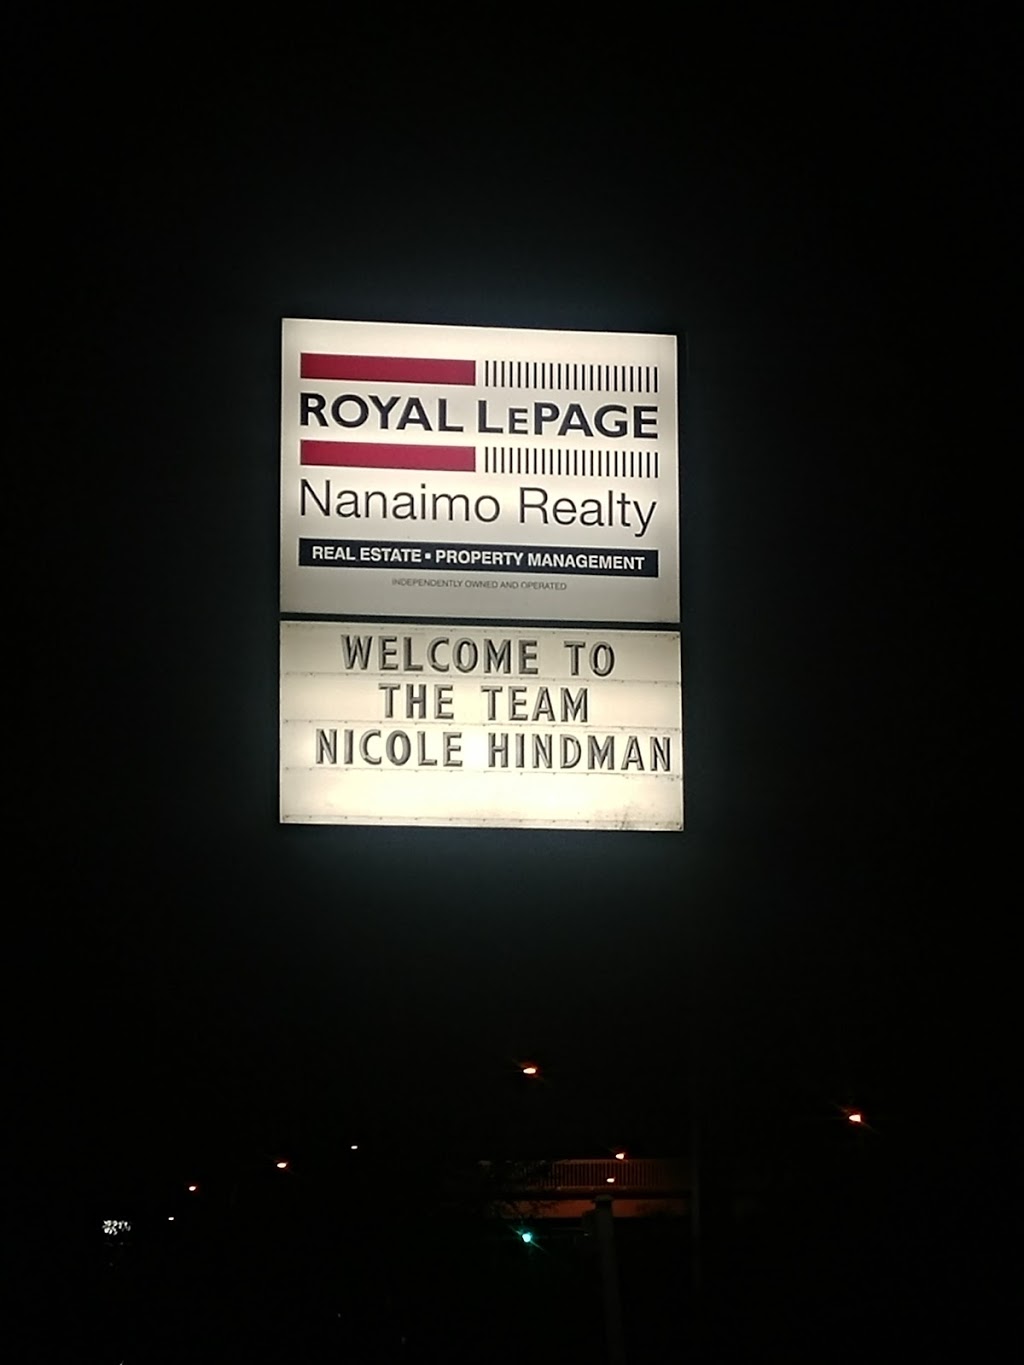 ROYAL LEPAGE
Nanaimo Realty
REAL ESTATE ▪ PROPERTY MANAGEMENT
INDEPENDENTLY OWNED AND OPERATED
WELCOME TO
THE TEAM
NICOLE HINDMAN